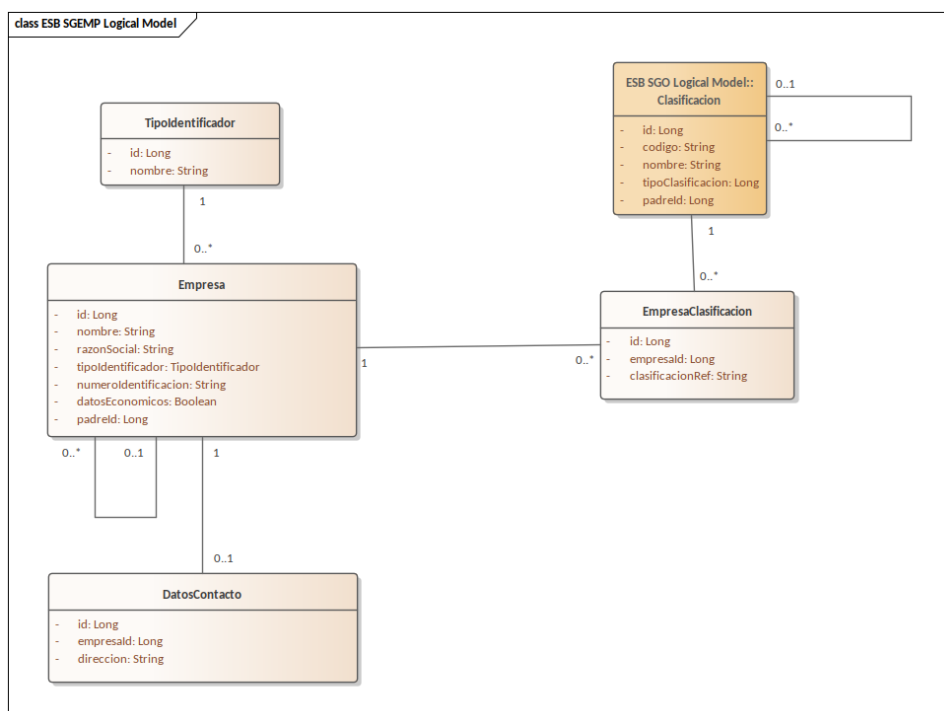 class ESB SGEMP Logical Model
ESB SGO Logical Model::
Clasificacion
- id: Long
- codigo: String
- nombre: String
- tipoClasificacion: Long
- padreId: Long
0..1
0..*
TipoIdentificador
- id: Long
- nombre: String
1
0..*
1
0..*
Empresa
- id: Long
- nombre: String
- razonSocial: String
- tipoIdentificador: TipoIdentificador
- numeroIdentificacion: String
- datosEconomicos: Boolean
- padreId: Long
1
0..*
EmpresaClasificacion
- id: Long
- empresaId: Long
- clasificacionRef: String
0..*
0..1
1
0..1
DatosContacto
- id: Long
- empresaId: Long
- direccion: String